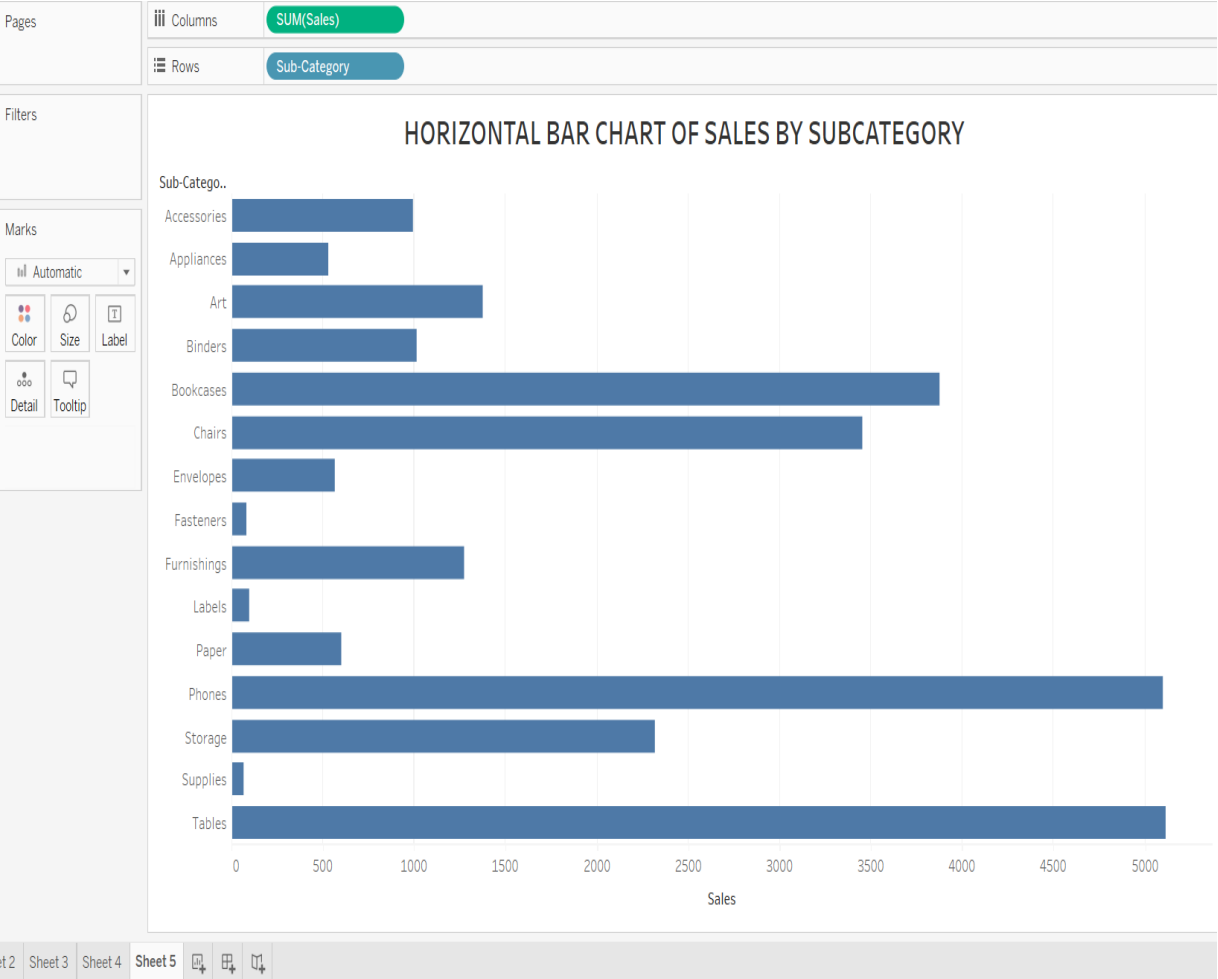 Pages
Columns
SUM(Sales)
Rows
Sub-Category
Filters
Marks
Automatic
Color
Size
T
Label
Detail
Tooltip
HORIZONTAL BAR CHART OF SALES BY SUBCATEGORY
Sub-Catego..
Accessories
Appliances
Art
Binders
Bookcases
Chairs
Envelopes
Fasteners
Furnishings
Labels
Paper
Phones
Storage
Supplies
Tables
0 500 1000 1500 2000 2500 3000 3500 4000 4500 5000
Sales
et 2 Sheet 3 Sheet 4 Sheet 5